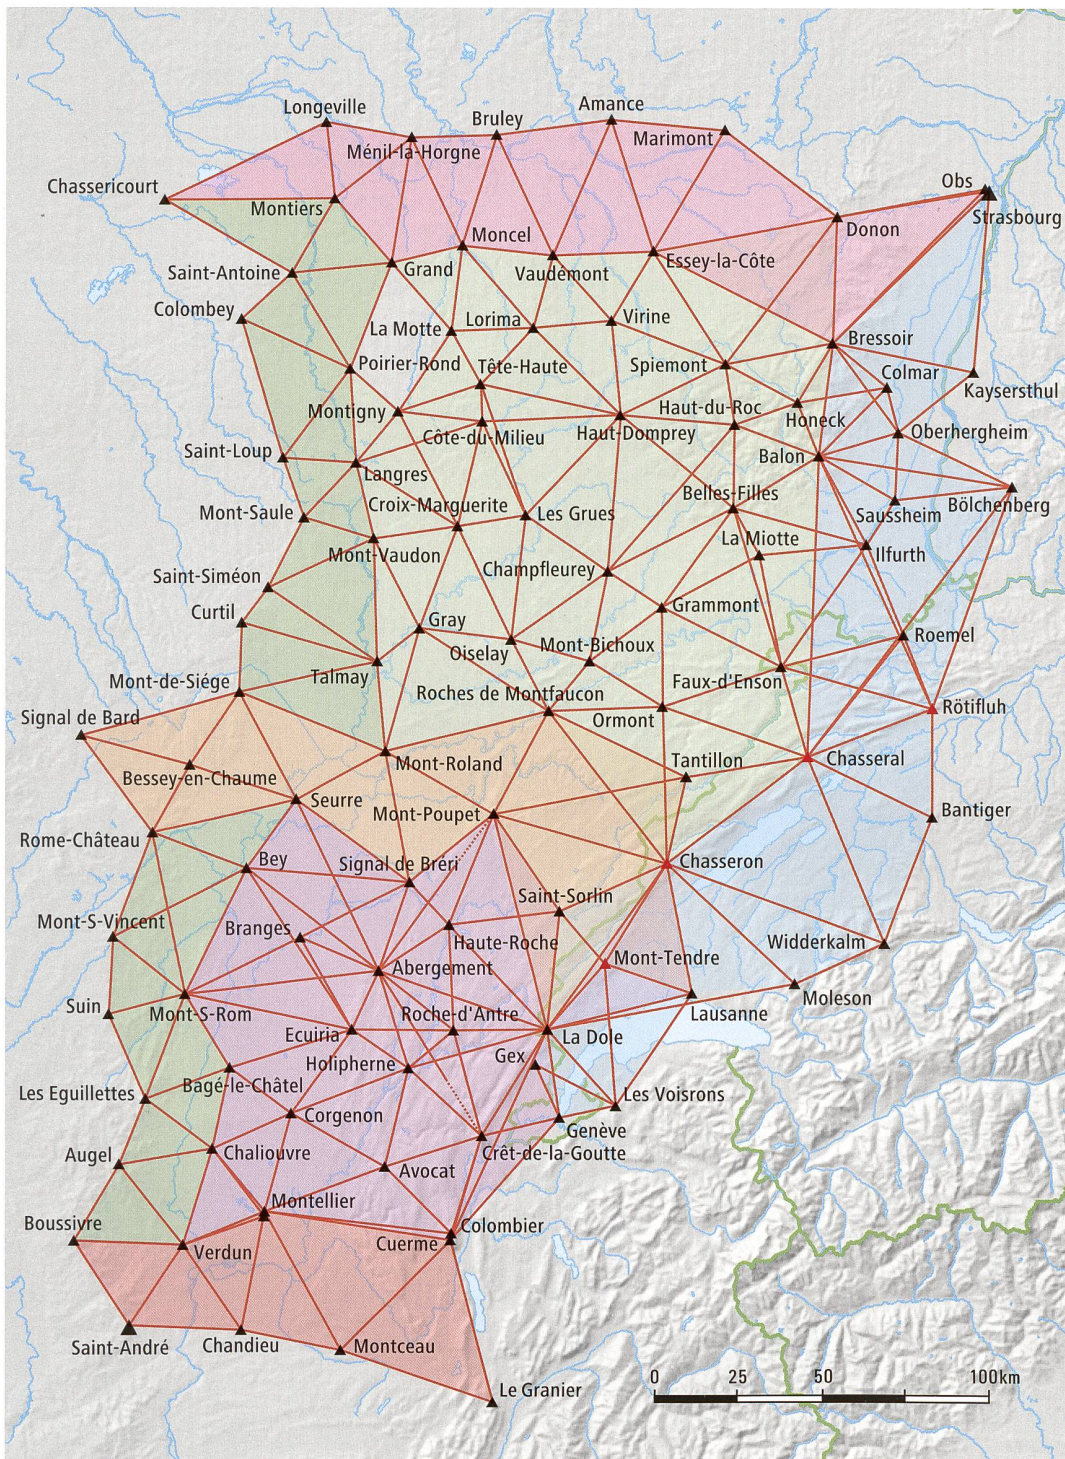 Longeville
Amance
Bruley
Marimont
Ménil-la-Horgne
Obs
Chassericourt
Montiers
Strasbourg
Donon
Moncel
Essey-la-Côte
Saint-Antoine
Grand
Vaudémont
Colombey
La Motte
Lorima
Virine
Bressoir
Poirier-Rond
Tête-Haute
Spiemont
Colmar
Kaysersthul
Montigny
Haut-du-Roc
Honeck
Côte-du-Milieu
Haut-Domprey
Oberhergheim
Saint-Loup
Langres
Balon
Croix-Marguerite
Belles-Filles
Bölchenberg
Mont-Saule
Les Grues
Saussheim
Mont-Vaudon
La Miotte
Ilfurth
Saint-Siméon
Champfleurey
Curtil
Gray
Grammont
Roemel
Oiselay
Mont-Bichoux
Talmay
Faux-d'Enson
Mont-de-Siége
Roches de Montfaucon
Ormont
Rötifluh
Signal de Bard
Mont-Roland
Tantillon
Chasseral
Bessey-en-Chaume
Seurre
Mont-Poupet
Bantiger
Rome-Château
Bey
Signal de Bréri
Chasseron
Saint-Sorlin
Mont-S-Vincent
Branges
Haute-Roche
Widderkalm
Abergement
Mont-Tendre
Moleson
Suin
Mont-S-Rom
Roche-d'Antre
Lausanne
Ecuiria
La Dole
Holipherne
Gex
Les Eguillettes
Bagé-le-Châtel
Les Voisrons
Corgenon
Genève
Augel
Chaliouvre
Crêt-de-la-Goutte
Avocat
Montellier
Boussivre
Colombier
Verdun
Cuerme
Saint-André
Chandieu
Montceau
0 25 50 100km
Le Granier